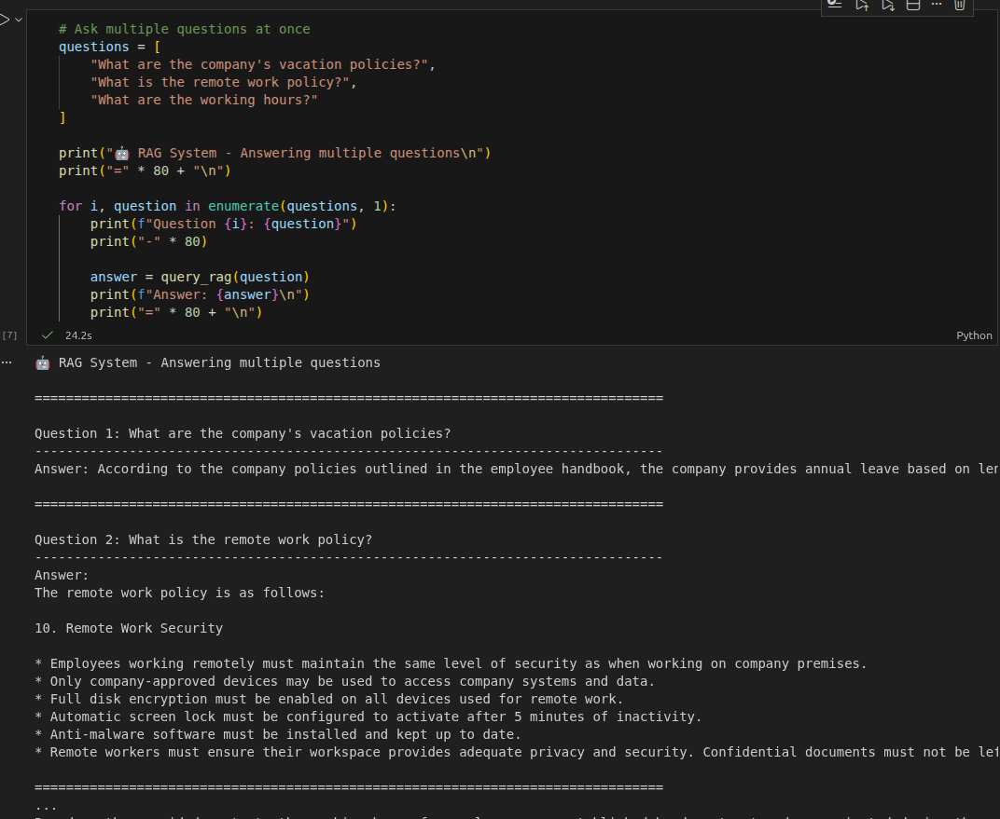 # Ask multiple questions at once
questions = [
    "What are the company's vacation policies?",
    "What is the remote work policy?",
    "What are the working hours?"
]
print("🤖 RAG System - Answering multiple questions\n")
print("=" * 80 + "\n")
for i, question in enumerate(questions, 1):
    print(f"Question {i}: {question}")
    print("-" * 80)
    answer = query_rag(question)
    print(f"Answer: {answer}\n")
    print("=" * 80 + "\n")
[7] ✓ 24.2s Python
... 🤖 RAG System - Answering multiple questions
================================================================================
Question 1: What are the company's vacation policies?
--------------------------------------------------------------------------------
Answer: According to the company policies outlined in the employee handbook, the company provides annual leave based on
================================================================================
Question 2: What is the remote work policy?
--------------------------------------------------------------------------------
Answer:
The remote work policy is as follows:
10. Remote Work Security
* Employees working remotely must maintain the same level of security as when working on company premises.
* Only company-approved devices may be used to access company systems and data.
* Full disk encryption must be enabled on all devices used for remote work.
* Automatic screen lock must be configured to activate after 5 minutes of inactivity.
* Anti-malware software must be installed and kept up to date.
* Remote workers must ensure their workspace provides adequate privacy and security. Confidential documents must not be
================================================================================
...